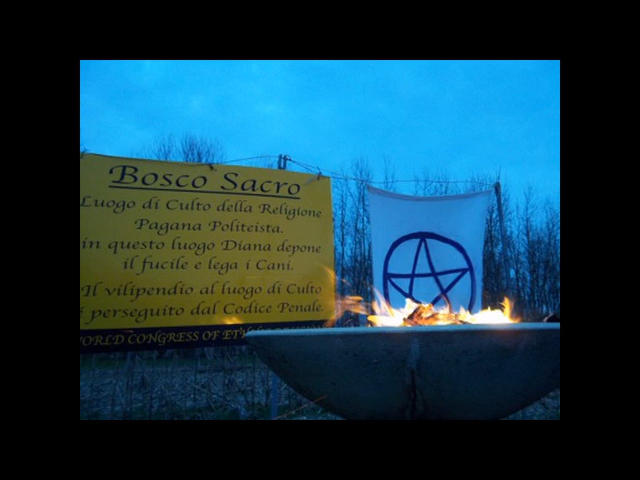 Bosco Sacro
Luogo di Culto della Religione
Pagana Politeista.
in questo luogo Diana depone
il fucile e lega i Cani.
Il vilipendio al luogo di Culto
è perseguito dal Codice Penale.
WORLD CONGRESS OF